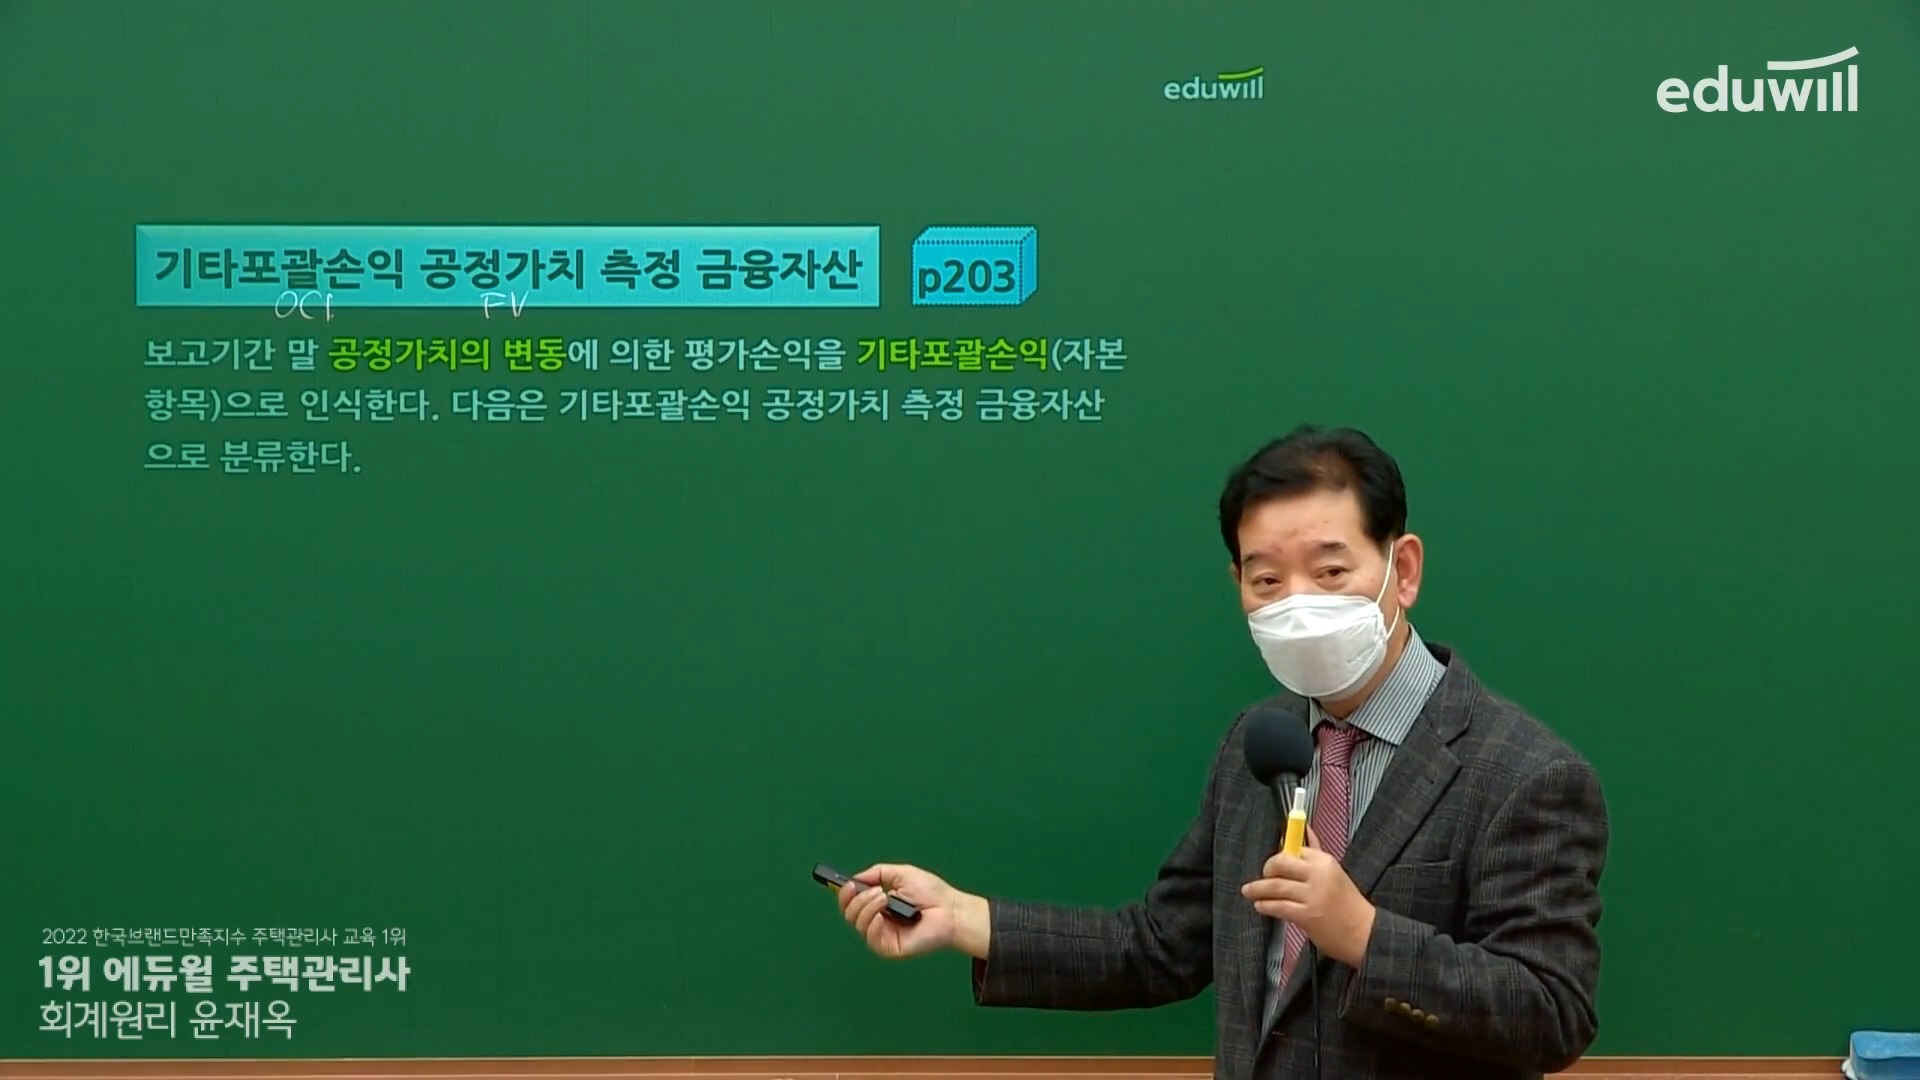 eduwill
eduwill
기타포괄손익 공정가치 측정 금융자산
p203
OCI
FV
보고기간 말 공정가치의 변동에 의한 평가손익을 기타포괄손익(자본
항목)으로 인식한다. 다음은 기타포괄손익 공정가치 측정 금융자산
으로 분류한다.
2022 한국브랜드만족지수 주택관리사 교육 1위
1위 에듀윌 주택관리사
회계원리 윤재옥